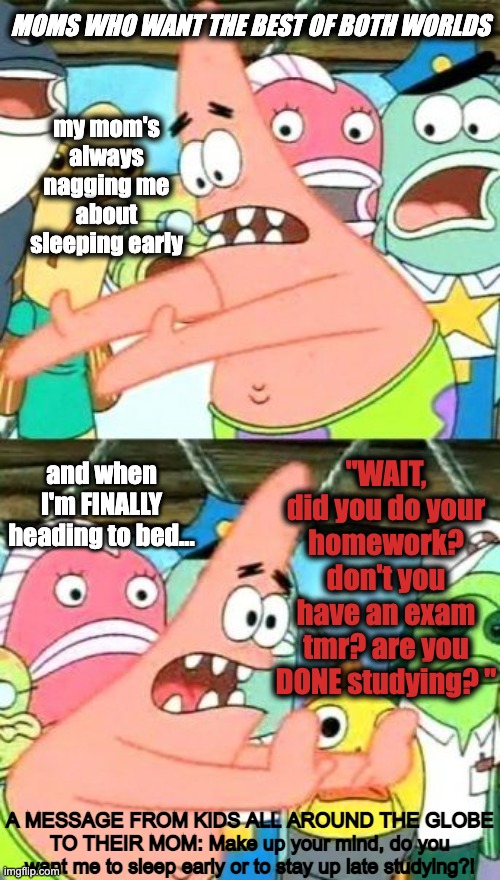 MOMS WHO WANT THE BEST OF BOTH WORLDS
my mom's
always
nagging me
about
sleeping early
and when
I'm FINALLY
heading to bed...
"WAIT,
did you do your
homework?
don't you
have an exam
tmr? are you
DONE studying? "
A MESSAGE FROM KIDS ALL AROUND THE GLOBE
TO THEIR MOM: Make up your mind, do you
want me to sleep early or to stay up late studying?!
imgflip.com